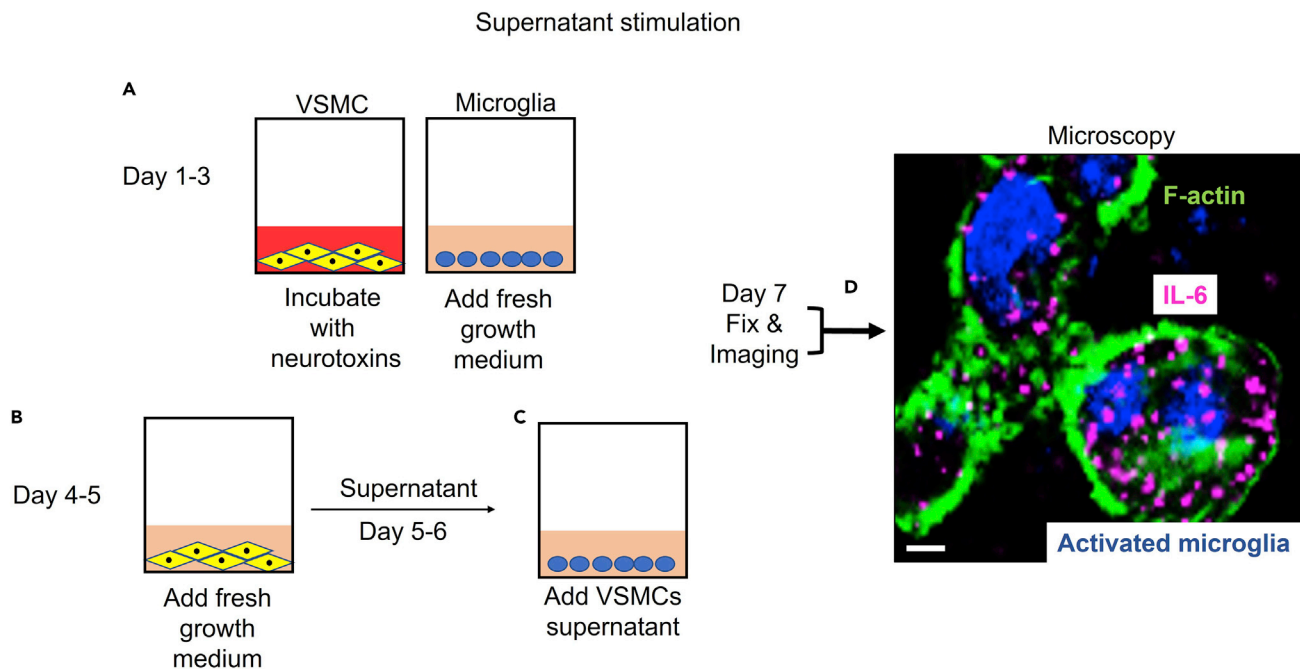 Supernatant stimulation
A
VSMC
Microglia
Day 1-3
Incubate
with
neurotoxins
Add fresh
growth
medium
B
Day 4-5
Add fresh
growth
medium
Supernatant
Day 5-6
C
Add VSMCs
supernatant
Day 7
Fix &
Imaging
D
Microscopy
F-actin
IL-6
Activated microglia